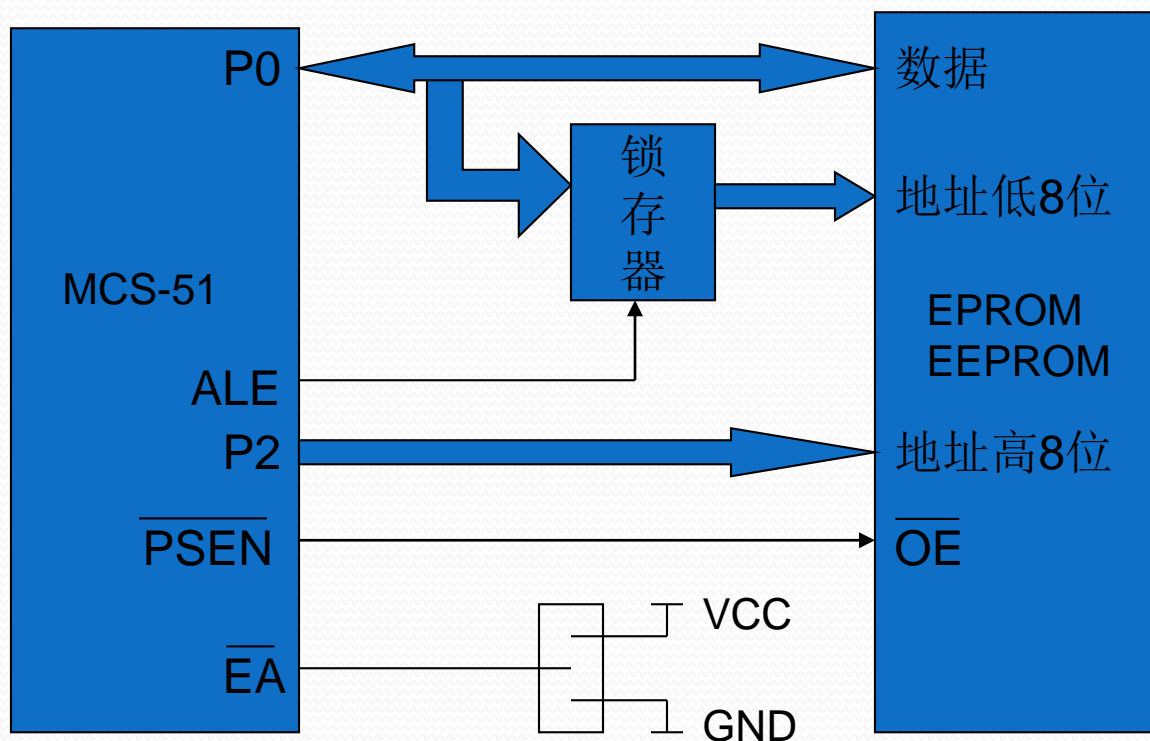 P0
数据
锁存器
地址低8位
MCS-51
EPROM
EEPROM
ALE
P2
地址高8位
PSEN
OE
VCC
EA
GND